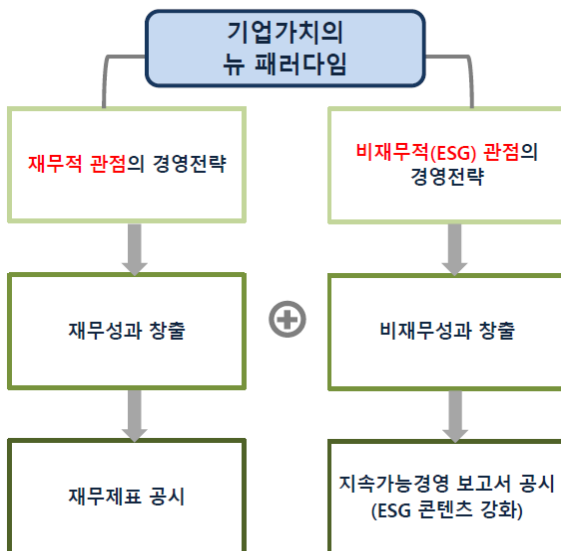 기업가치의
뉴 패러다임
재무적 관점의 경영전략
비재무적(ESG) 관점의
경영전략
재무성과 창출
비재무성과 창출
재무제표 공시
지속가능경영 보고서 공시
(ESG 콘텐츠 강화)